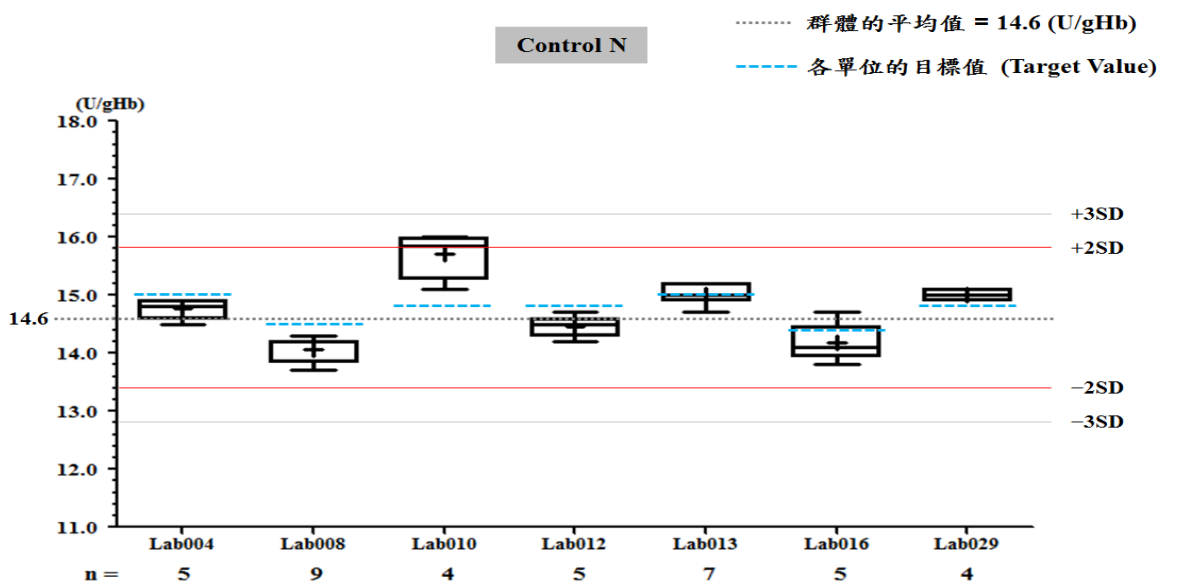 群體的平均值 = 14.6 (U/gHb)
Control N
各單位的目標值 (Target Value)
(U/gHb)
18.0
17.0
+3SD
16.0
+2SD
15.0
14.6
14.0
−2SD
13.0
−3SD
12.0
11.0
Lab004 Lab008 Lab010 Lab012 Lab013 Lab016 Lab029
n = 5 9 4 5 7 5 4